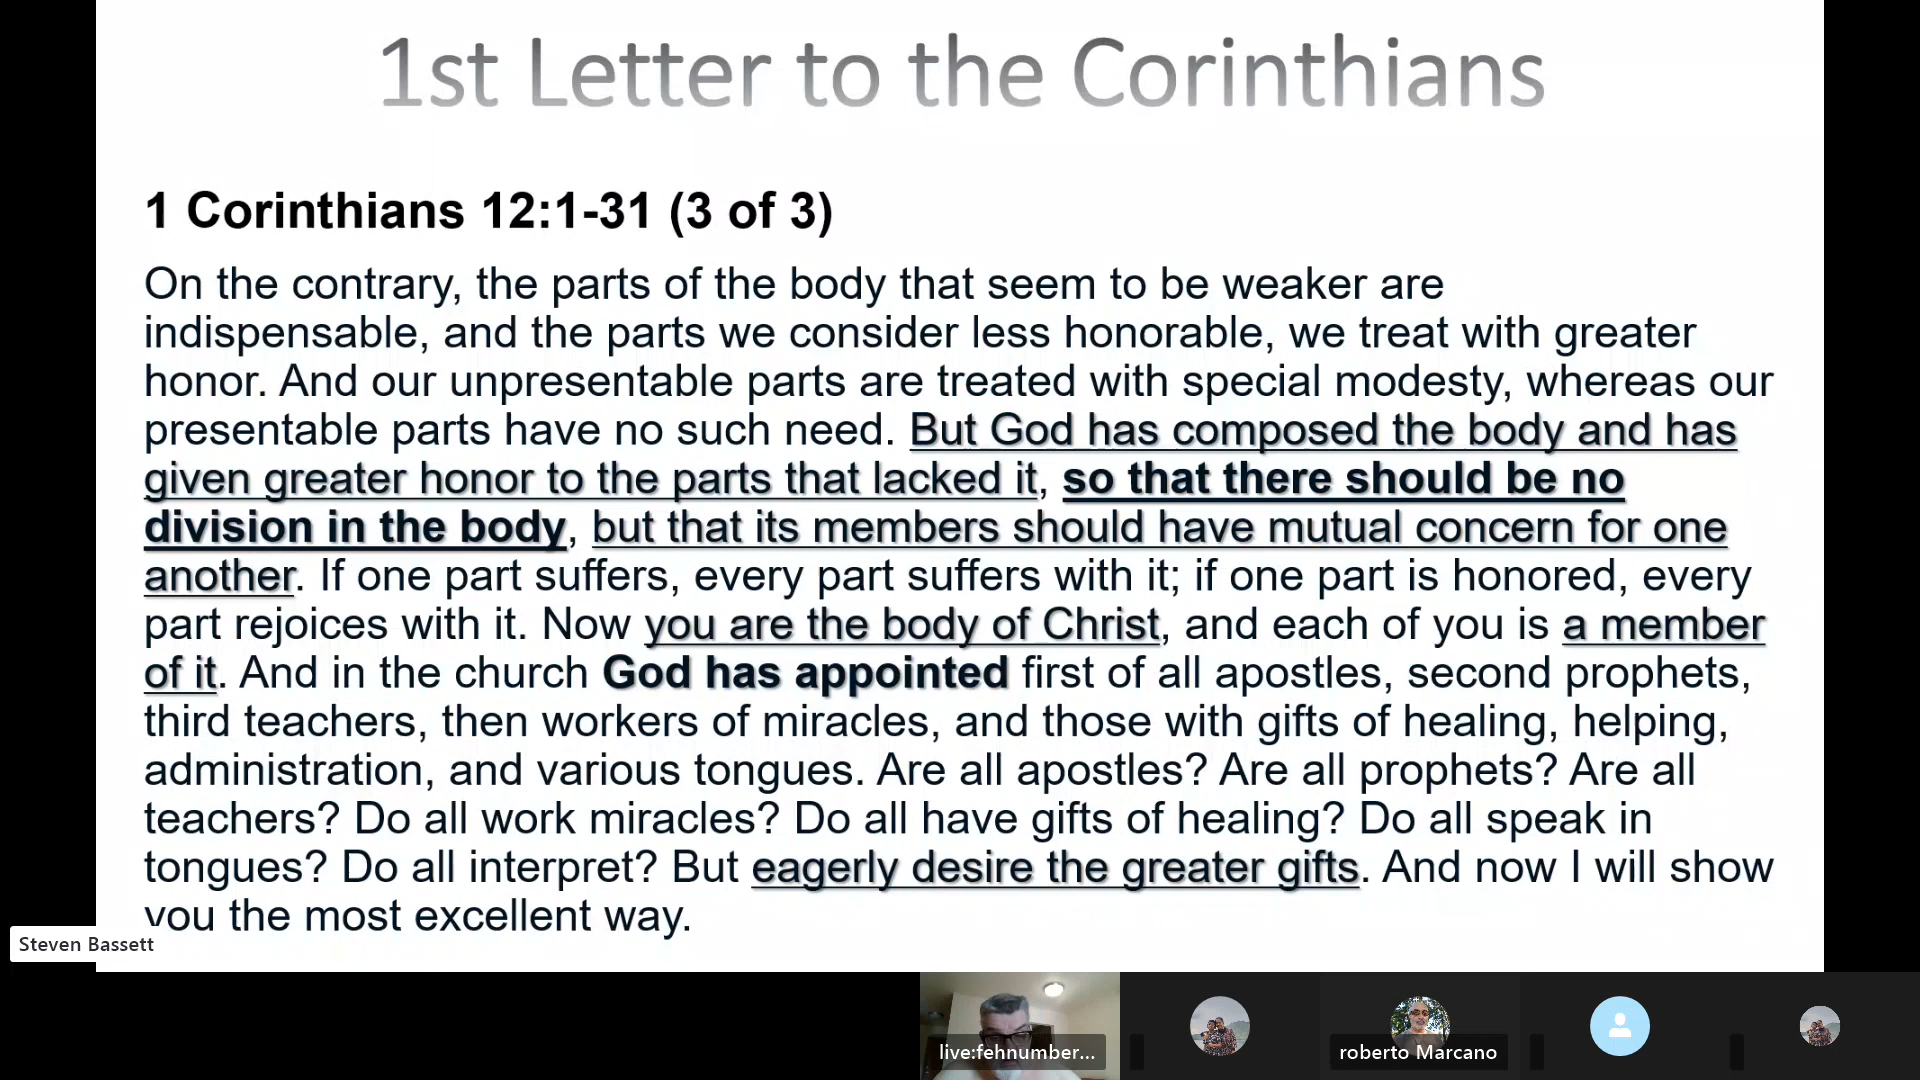 1st Letter to the Corinthians
1 Corinthians 12:1-31 (3 of 3)
On the contrary, the parts of the body that seem to be weaker are
indispensable, and the parts we consider less honorable, we treat with greater
honor. And our unpresentable parts are treated with special modesty, whereas our
presentable parts have no such need. But God has composed the body and has
given greater honor to the parts that lacked it, so that there should be no
division in the body, but that its members should have mutual concern for one
another. If one part suffers, every part suffers with it; if one part is honored, every
part rejoices with it. Now you are the body of Christ, and each of you is a member
of it. And in the church God has appointed first of all apostles, second prophets,
third teachers, then workers of miracles, and those with gifts of healing, helping,
administration, and various tongues. Are all apostles? Are all prophets? Are all
teachers? Do all work miracles? Do all have gifts of healing? Do all speak in
tongues? Do all interpret? But eagerly desire the greater gifts. And now I will show
you the most excellent way.
Steven Bassett
live:fehnumber...
roberto Marcano